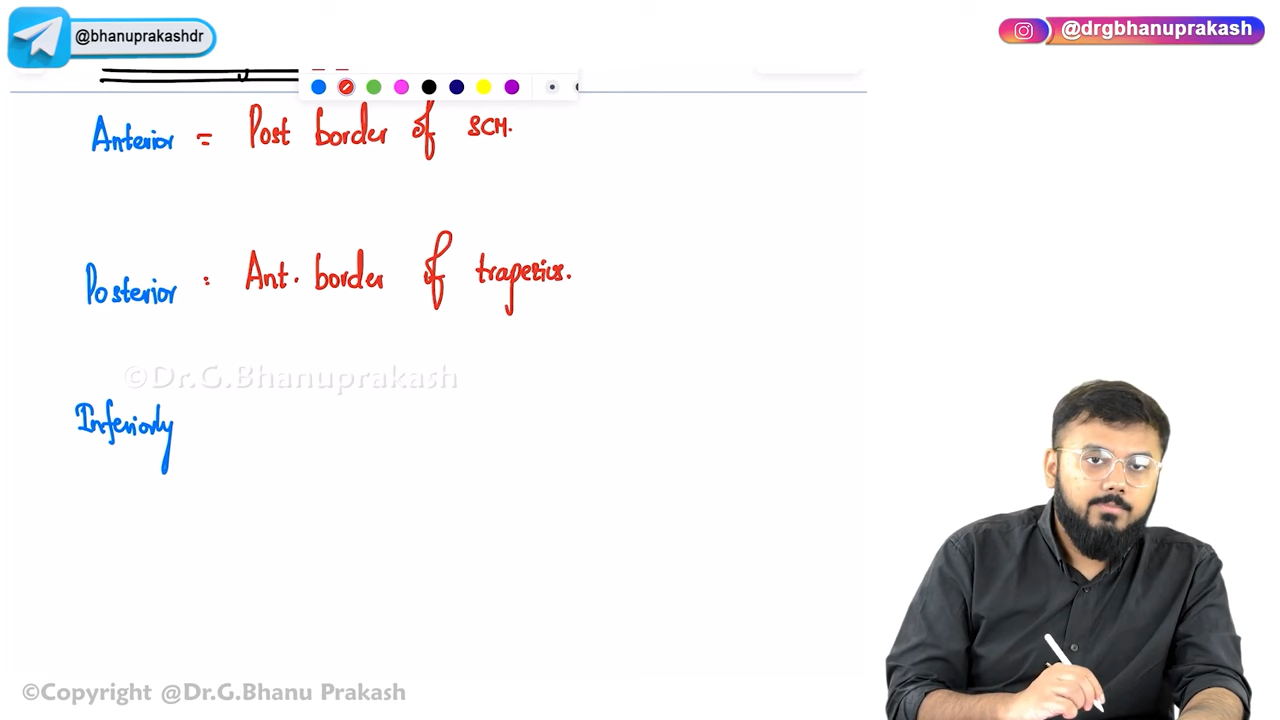 @bhanuprakashdr
@drgbhanuprakash
Anterior = Post border of SCM.
Posterior : Ant. border of trapezius.
©Dr.G.Bhanuprakash
Inferiorly
©Copyright @Dr.G.Bhanu Prakash